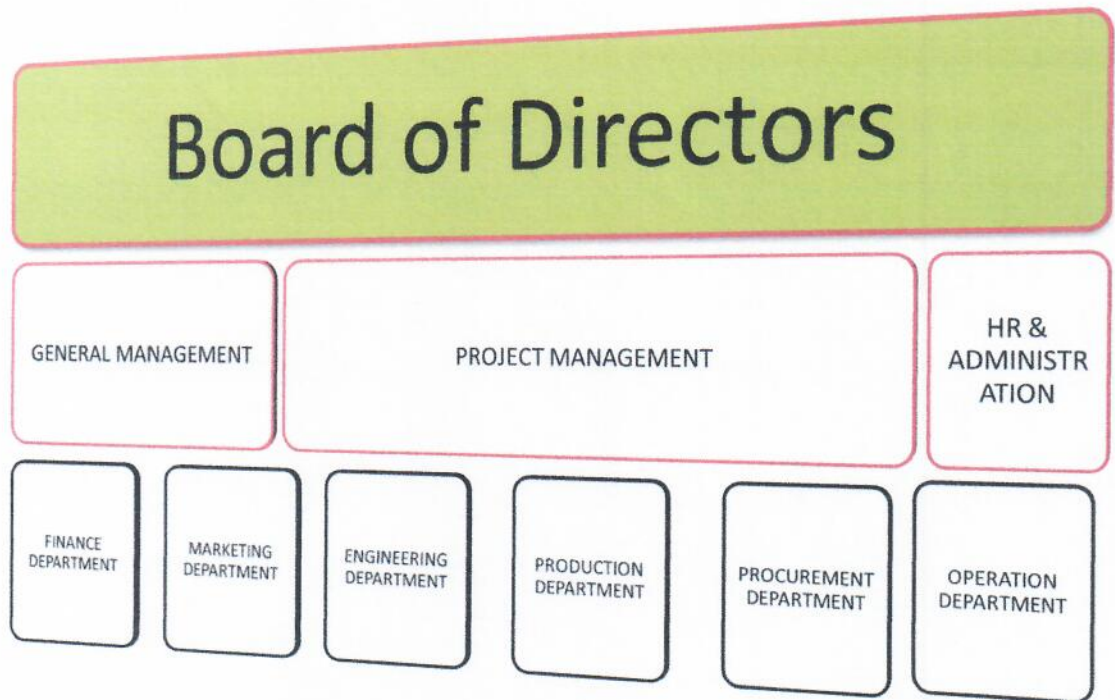 Board of Directors
GENERAL MANAGEMENT
PROJECT MANAGEMENT
HR &
ADMINISTR
ATION
FINANCE
DEPARTMENT
MARKETING
DEPARTMENT
ENGINEERING
DEPARTMENT
PRODUCTION
DEPARTMENT
PROCUREMENT
DEPARTMENT
OPERATION
DEPARTMENT